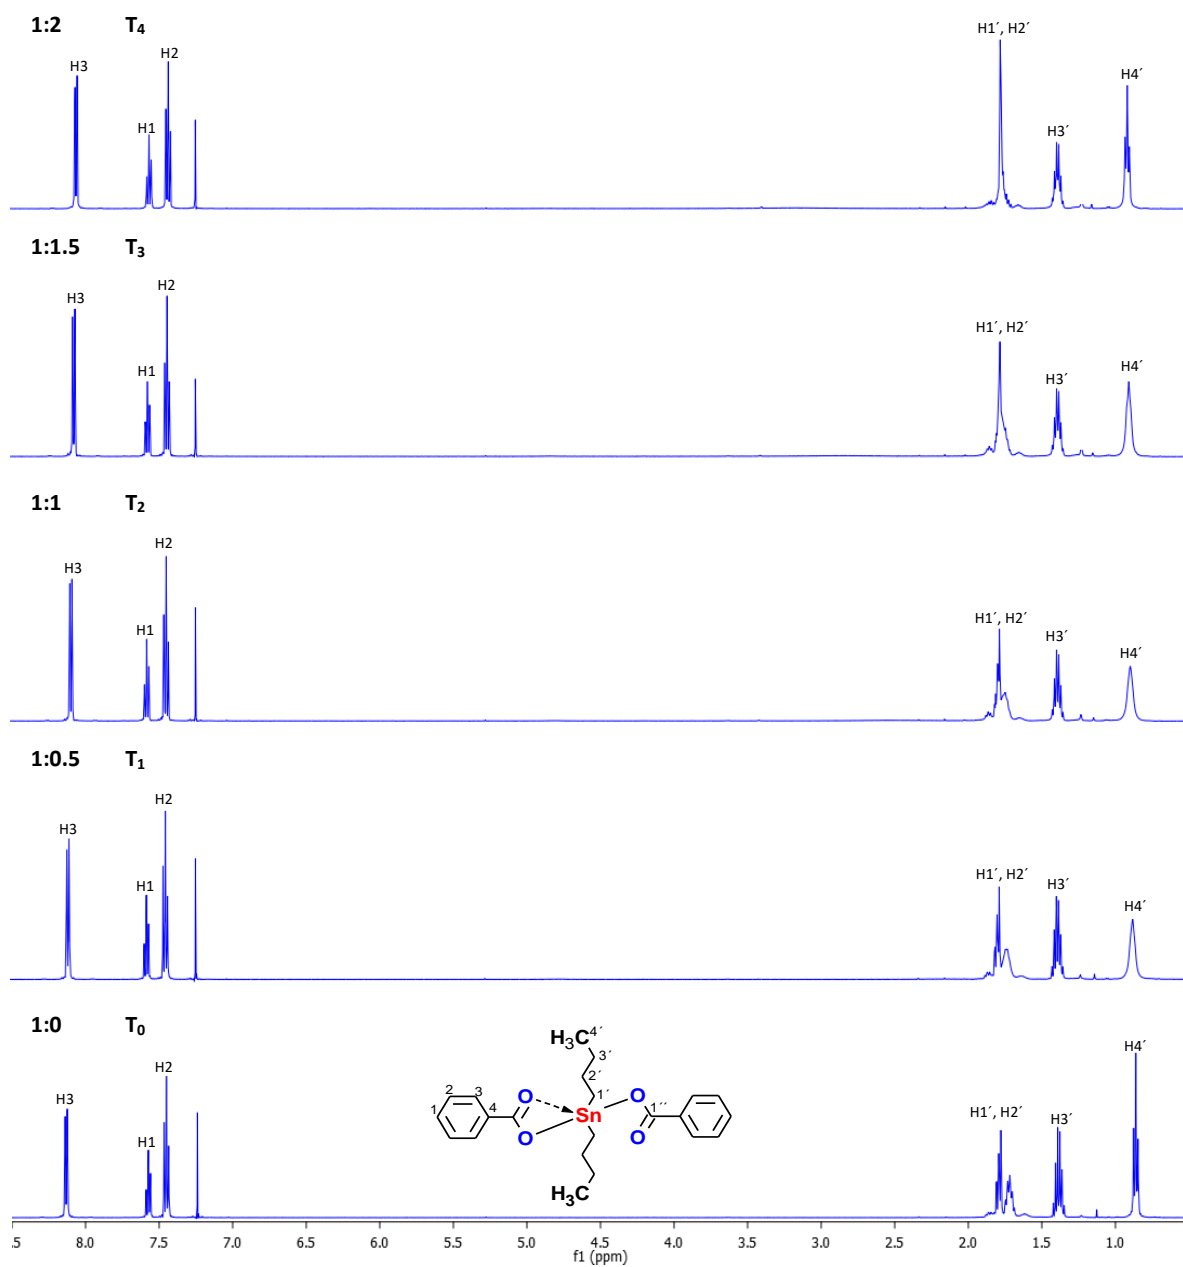 1:2 T4
H3
H1
H2
H1´, H2´
H3´
H4´
1:1.5 T3
H3
H1
H2
H1´, H2´
H3´
H4´
1:1 T2
H3
H1
H2
H1´, H2´
H3´
H4´
1:0.5 T1
H3
H1
H2
H1´, H2´
H3´
H4´
1:0 T0
H3
H1
H2
H1´, H2´
H3´
H4´
H3C 4´
3´
2´
1´
2 3
1 4
O O
Sn
1´´
O O
H3C
.5 8.0 7.5 7.0 6.5 6.0 5.5 5.0 4.5 4.0 3.5 3.0 2.5 2.0 1.5 1.0
f1 (ppm)